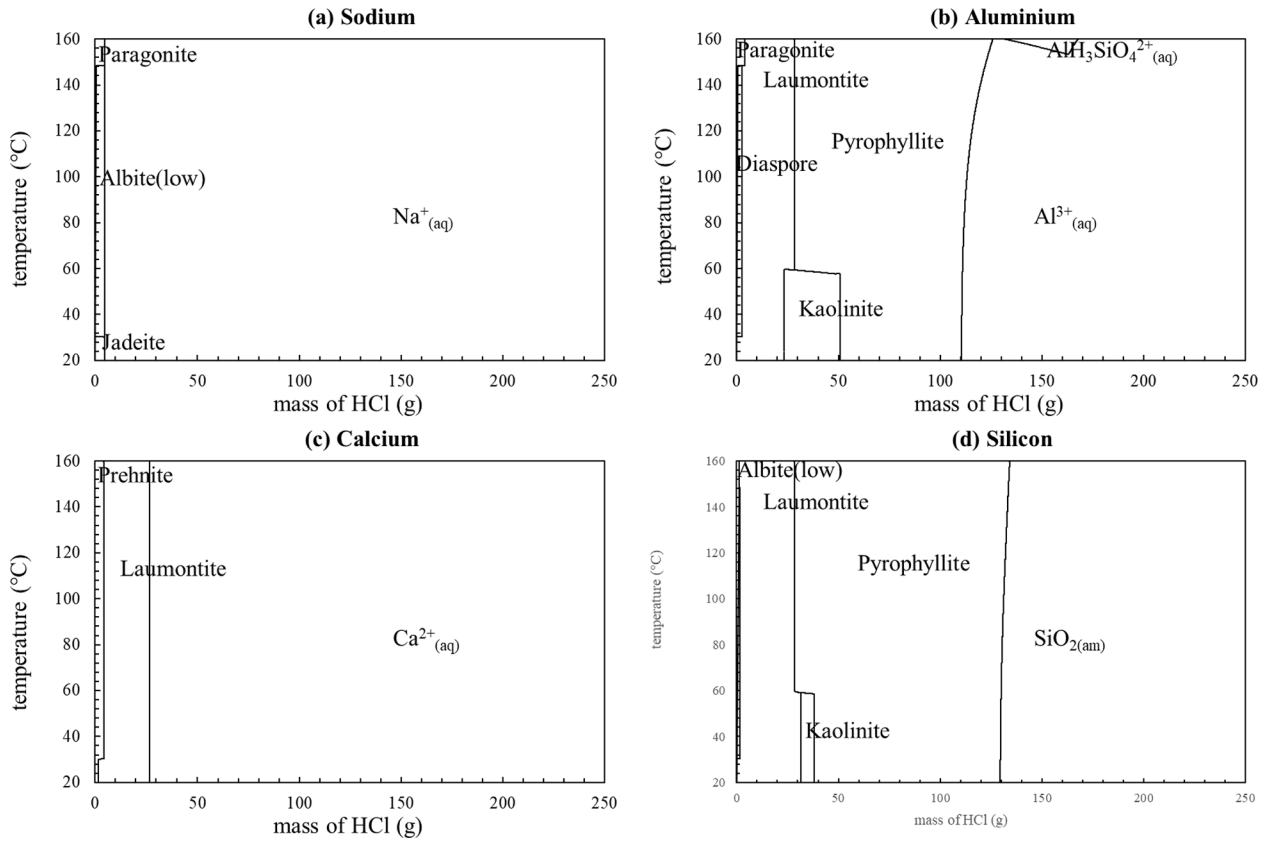 (a) Sodium
160
140
120
100
80
60
40
20
temperature (°C)
Paragonite
Albite(low)
Na⁺(aq)
Jadeite
0 50 100 150 200 250
mass of HCl (g)
(b) Aluminium
160
140
120
100
80
60
40
20
temperature (°C)
Paragonite
AlH₃SiO₄²⁺(aq)
Laumontite
Pyrophyllite
Diaspore
Al³⁺(aq)
Kaolinite
0 50 100 150 200 250
mass of HCl (g)
(c) Calcium
160
140
120
100
80
60
40
20
temperature (°C)
Prehnite
Laumontite
Ca²⁺(aq)
0 50 100 150 200 250
mass of HCl (g)
(d) Silicon
160
140
120
100
80
60
40
20
temperature (°C)
Albite(low)
Laumontite
Pyrophyllite
SiO₂(am)
Kaolinite
0 50 100 150 200 250
mass of HCl (g)